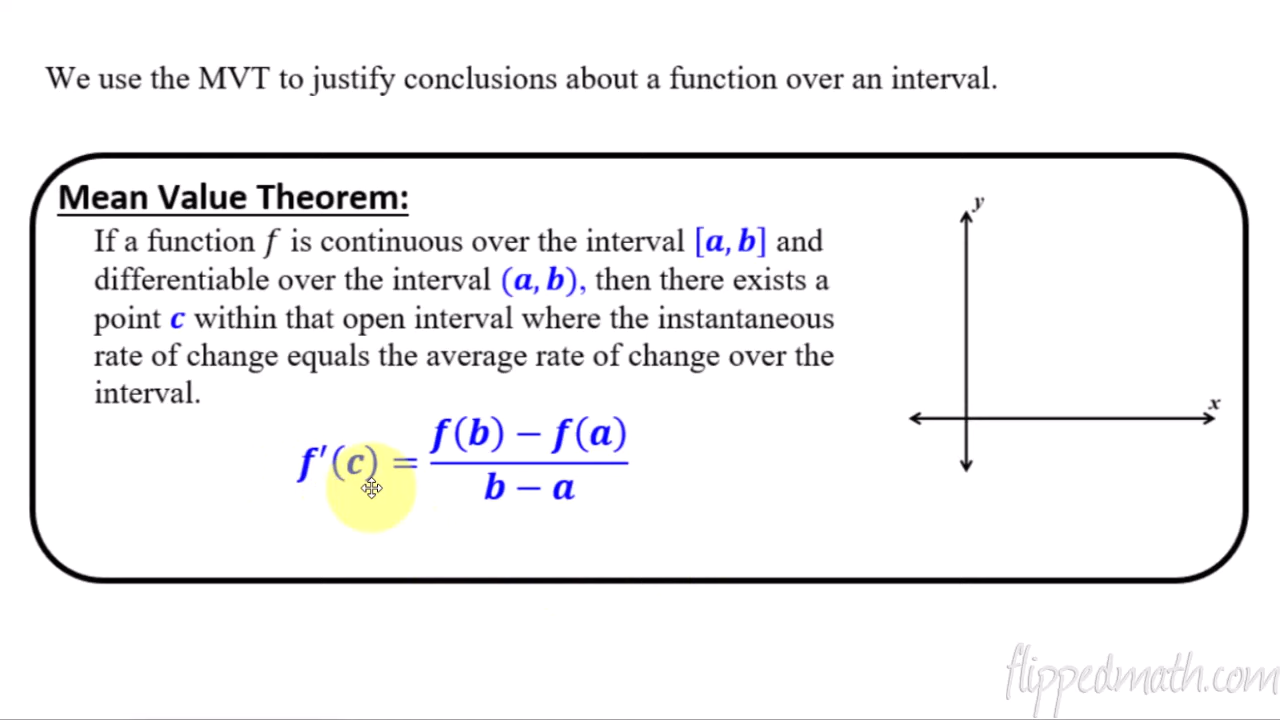 We use the MVT to justify conclusions about a function over an interval.
Mean Value Theorem:
If a function f is continuous over the interval [a, b] and
differentiable over the interval (a, b), then there exists a
point c within that open interval where the instantaneous
rate of change equals the average rate of change over the
interval.
f′(c) = f(b) − f(a)
b − a
y
x
flippedmath.com